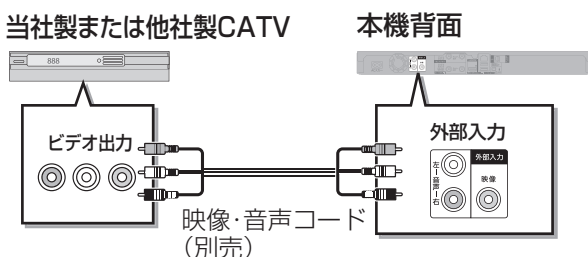 当社製または他社製CATV
本機背面
888
ビデオ出力
外部入力
左ー音声ー右
外部入力
映像
映像・音声コード
（別売）